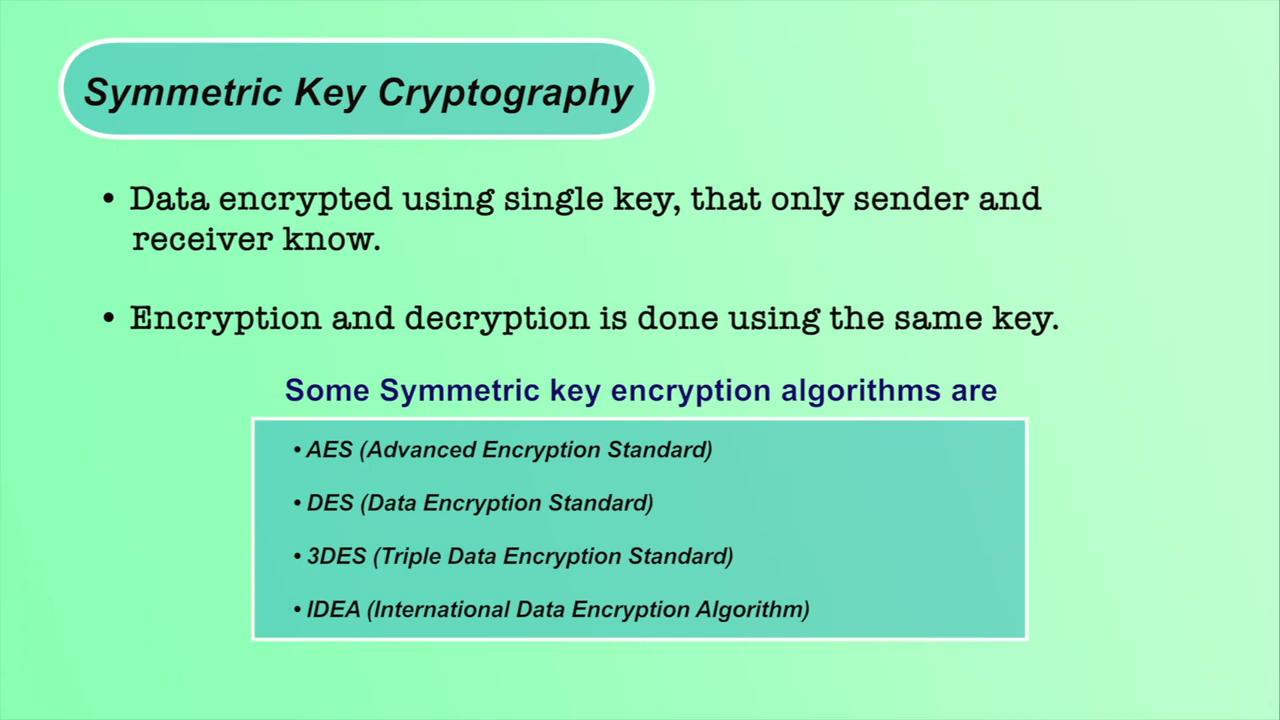 Symmetric Key Cryptography
• Data encrypted using single key, that only sender and
receiver know.
• Encryption and decryption is done using the same key.
Some Symmetric key encryption algorithms are
• AES (Advanced Encryption Standard)
• DES (Data Encryption Standard)
• 3DES (Triple Data Encryption Standard)
• IDEA (International Data Encryption Algorithm)